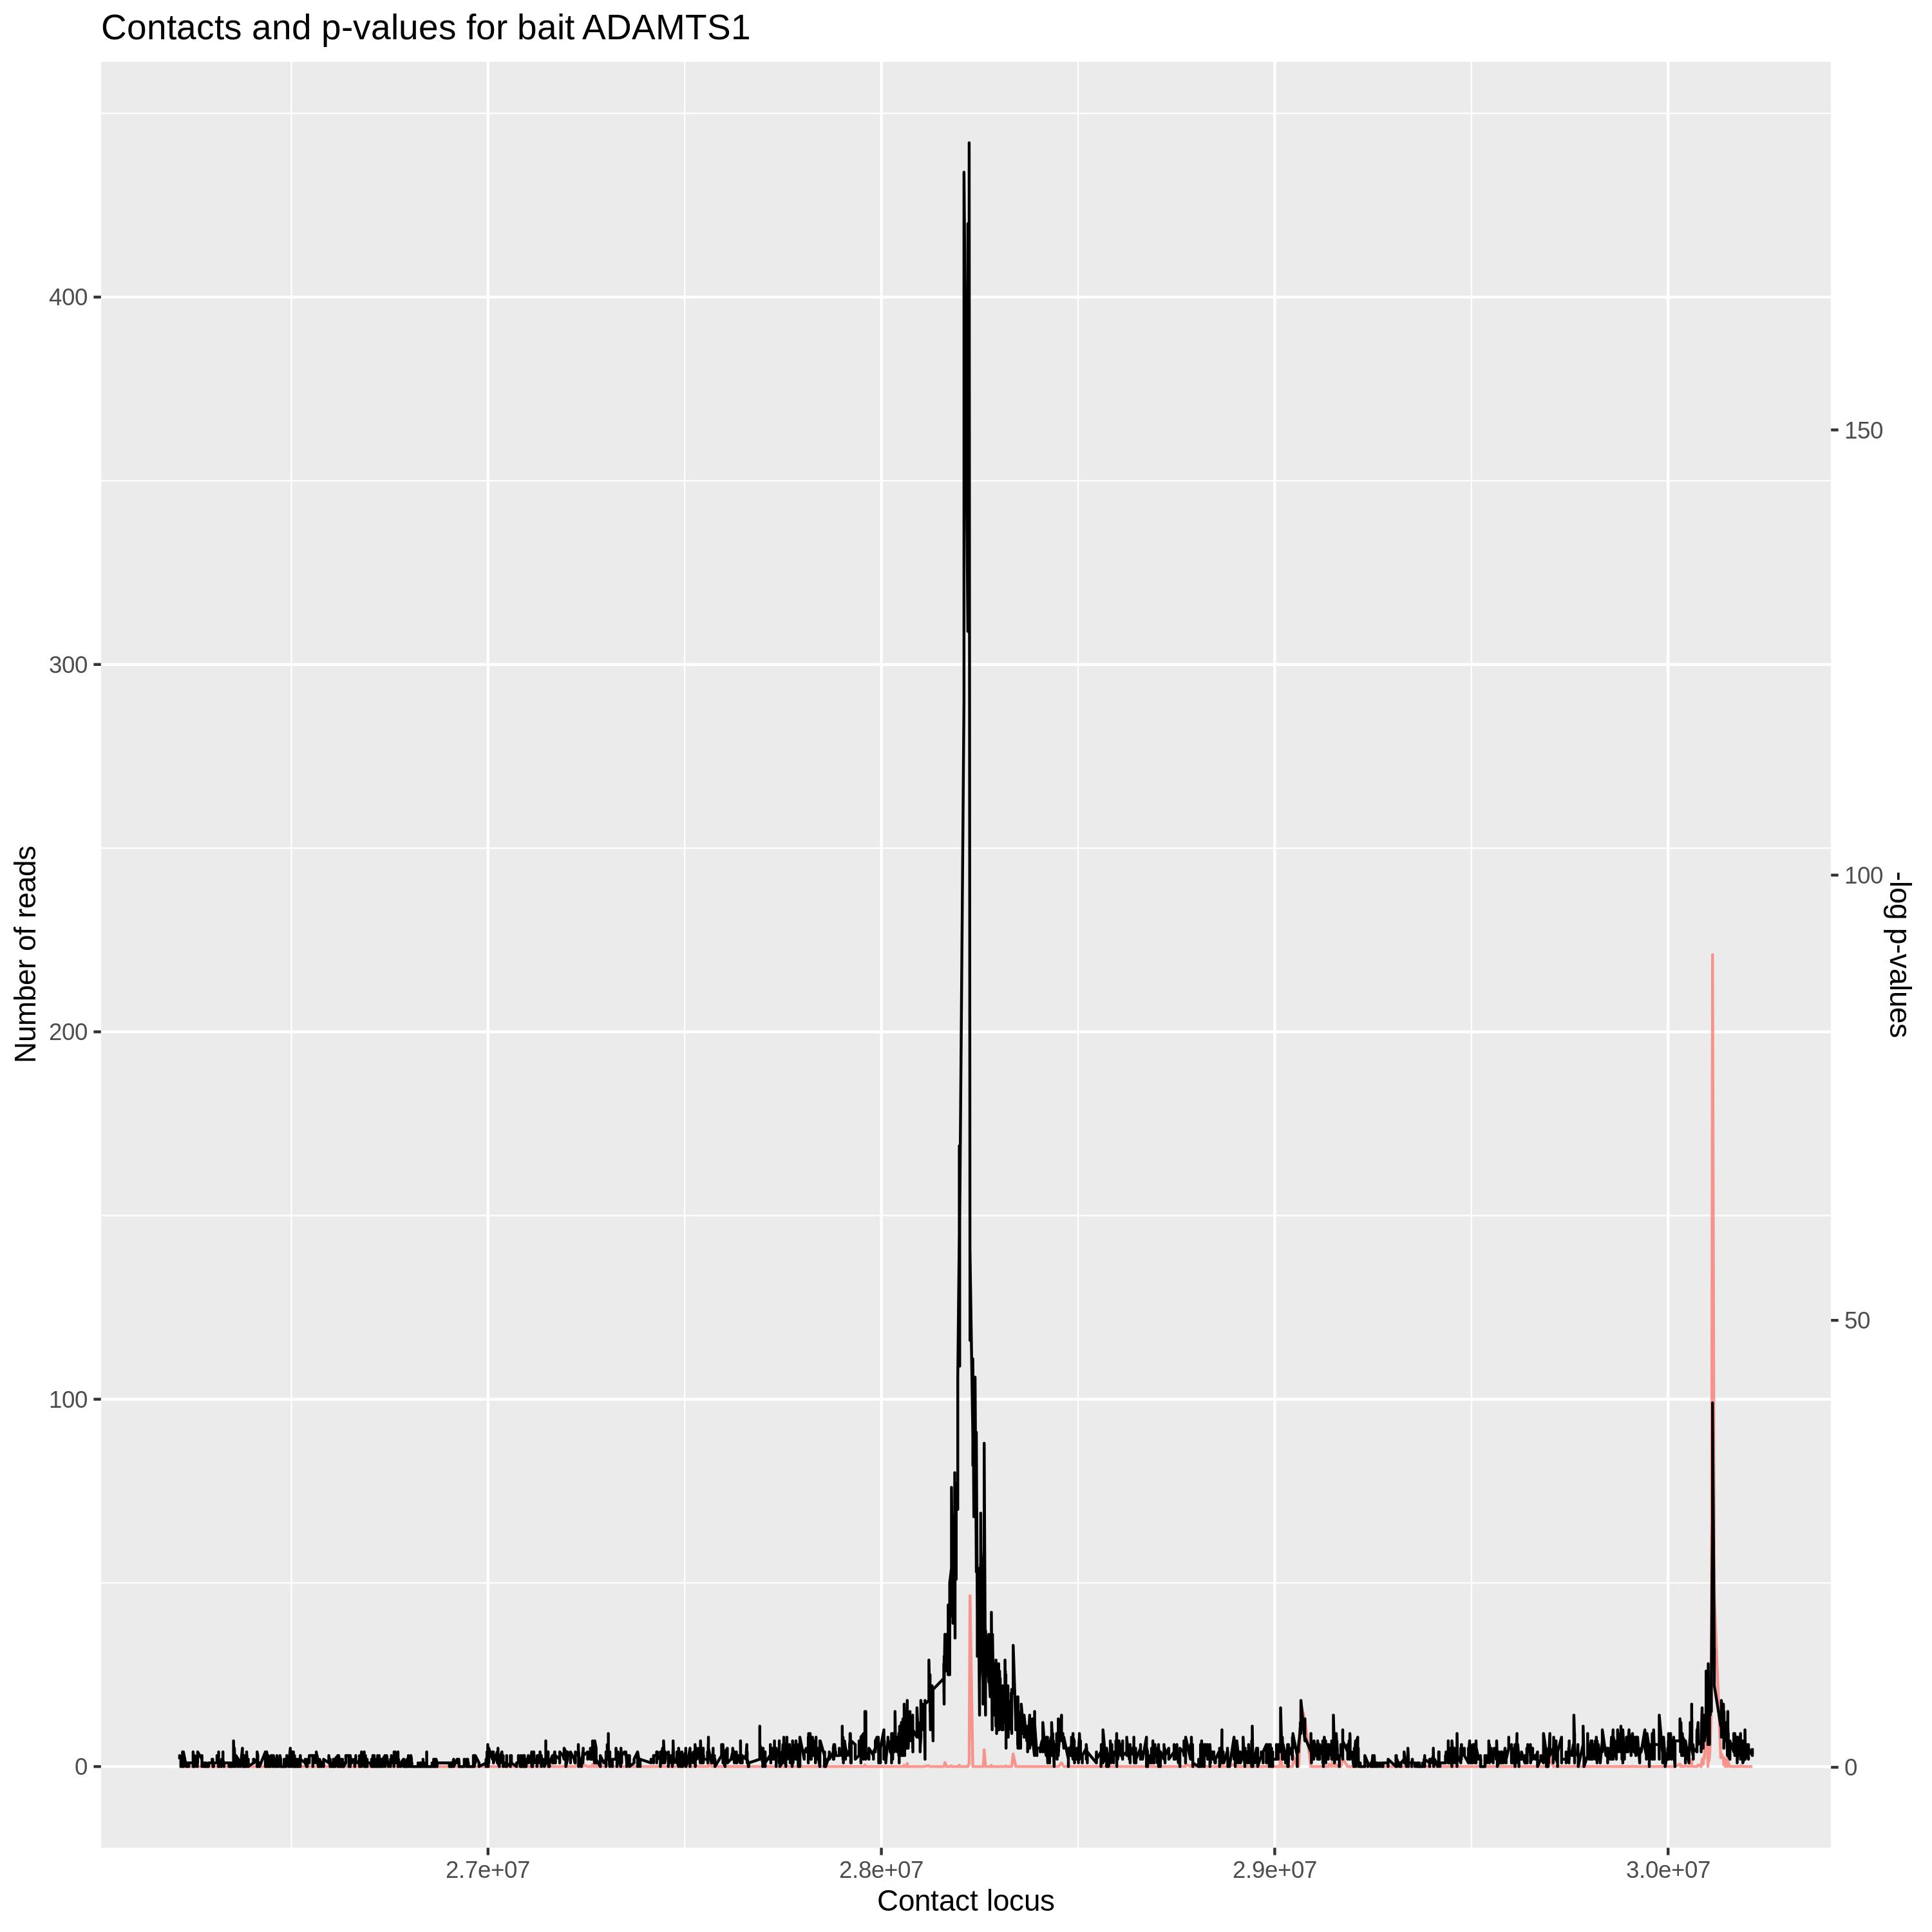 Contacts and p-values for bait ADAMTS1
Number of reads
400
300
200
100
0
150
100
50
0
-log p-values
2.7e+07
2.8e+07
2.9e+07
3.0e+07
Contact locus